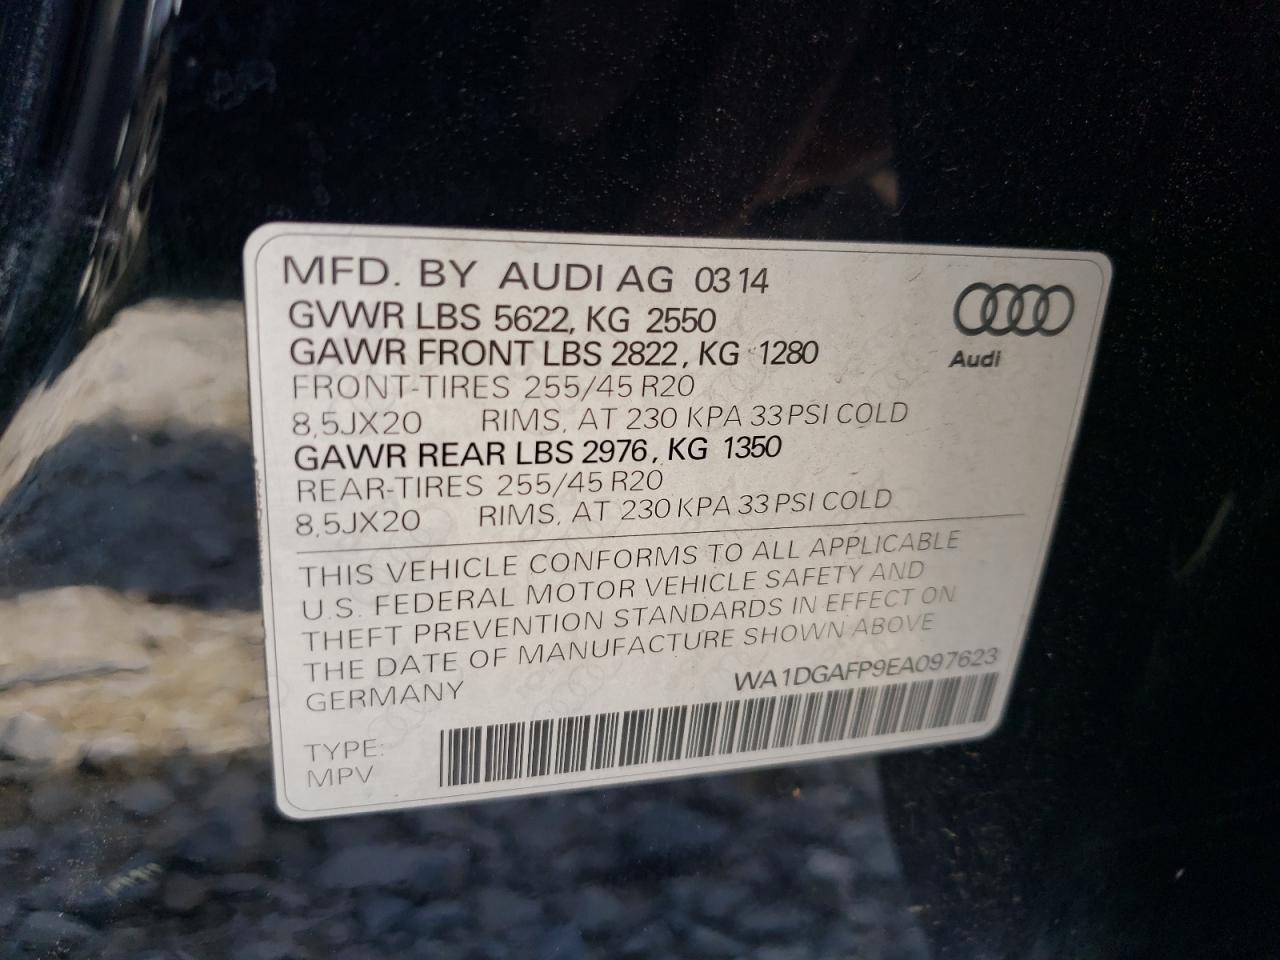 MFD. BY AUDI AG 03 14
GVWR LBS 5622, KG 2550
GAWR FRONT LBS 2822, KG 1280
FRONT-TIRES 255/45 R20
8,5JX20 RIMS, AT 230 KPA 33 PSI COLD
GAWR REAR LBS 2976, KG 1350
REAR-TIRES 255/45 R20
8,5JX20 RIMS, AT 230 KPA 33 PSI COLD
Audi
THIS VEHICLE CONFORMS TO ALL APPLICABLE
U.S. FEDERAL MOTOR VEHICLE SAFETY AND
THEFT PREVENTION STANDARDS IN EFFECT ON
THE DATE OF MANUFACTURE SHOWN ABOVE
GERMANY
WA1DGAFP9EA097623
TYPE:
MPV